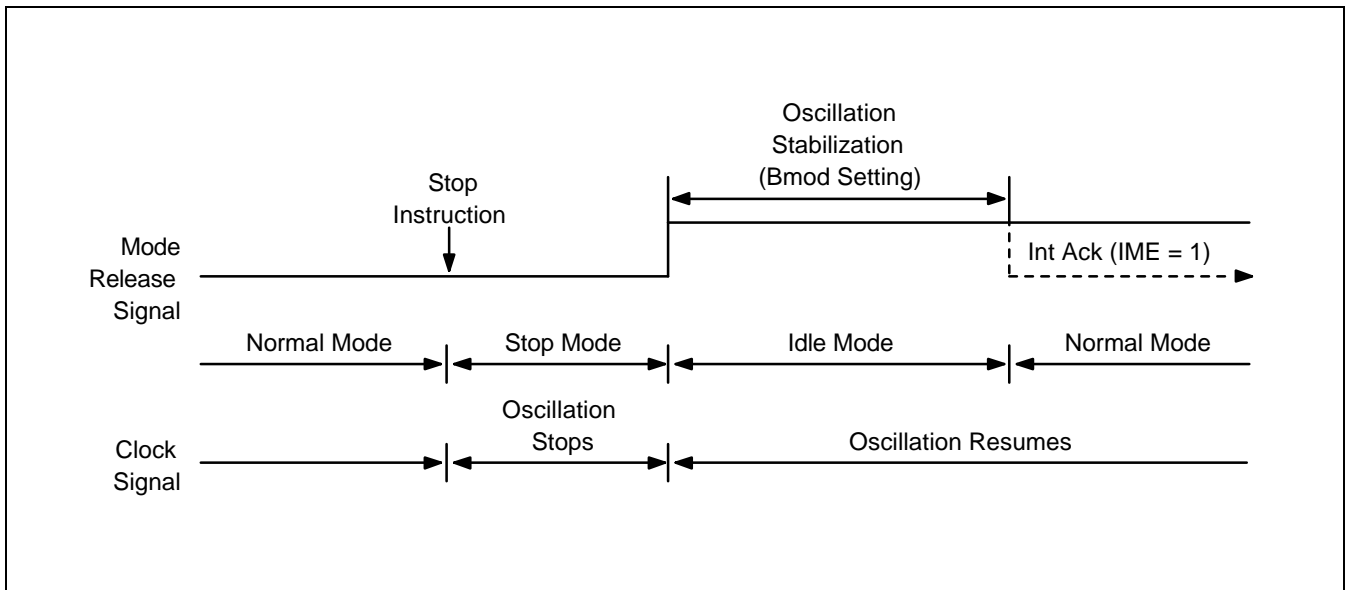 Oscillation
Stabilization
(Bmod Setting)
Stop
Instruction
Mode
Release
Signal
Int Ack (IME = 1)
Normal Mode
Stop Mode
Idle Mode
Normal Mode
Oscillation
Stops
Clock
Signal
Oscillation Resumes